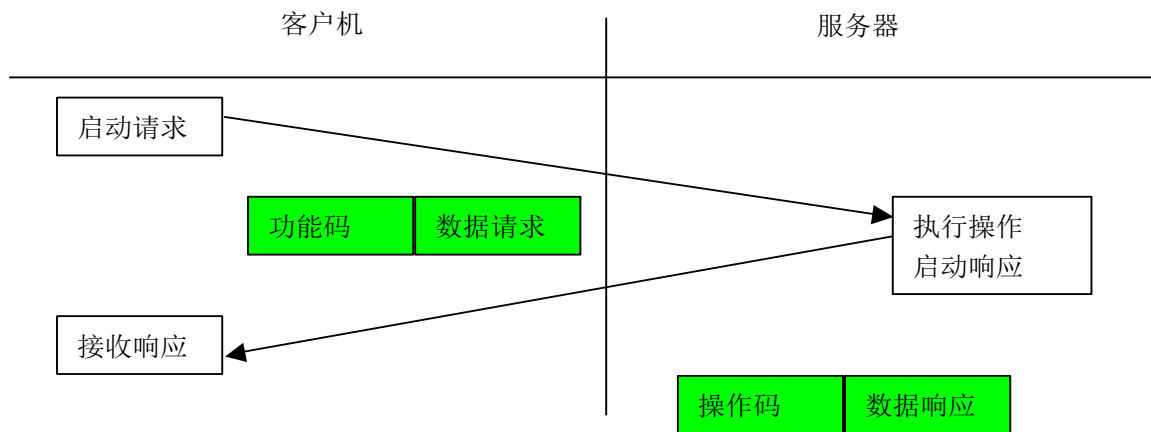 客户机
服务器
启动请求
功能码 数据请求
执行操作
启动响应
接收响应
操作码 数据响应